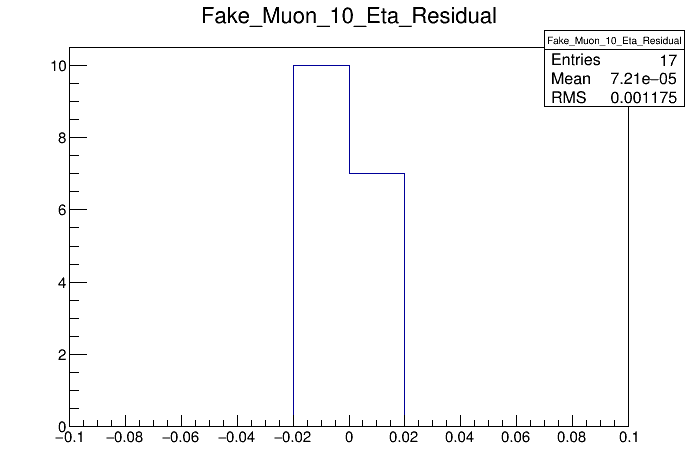 Fake_Muon_10_Eta_Residual
Fake_Muon_10_Eta_Residual
Entries 17
Mean 7.21e−05
RMS 0.001175
10
8
6
4
2
0
−0.1 −0.08 −0.06 −0.04 −0.02 0 0.02 0.04 0.06 0.08 0.1